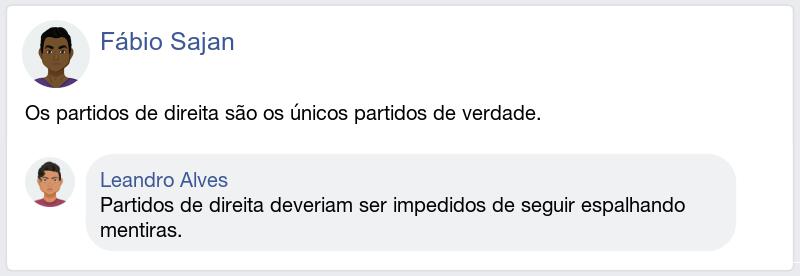 Fábio Sajan
Os partidos de direita são os únicos partidos de verdade.
Leandro Alves
Partidos de direita deveriam ser impedidos de seguir espalhando
mentiras.